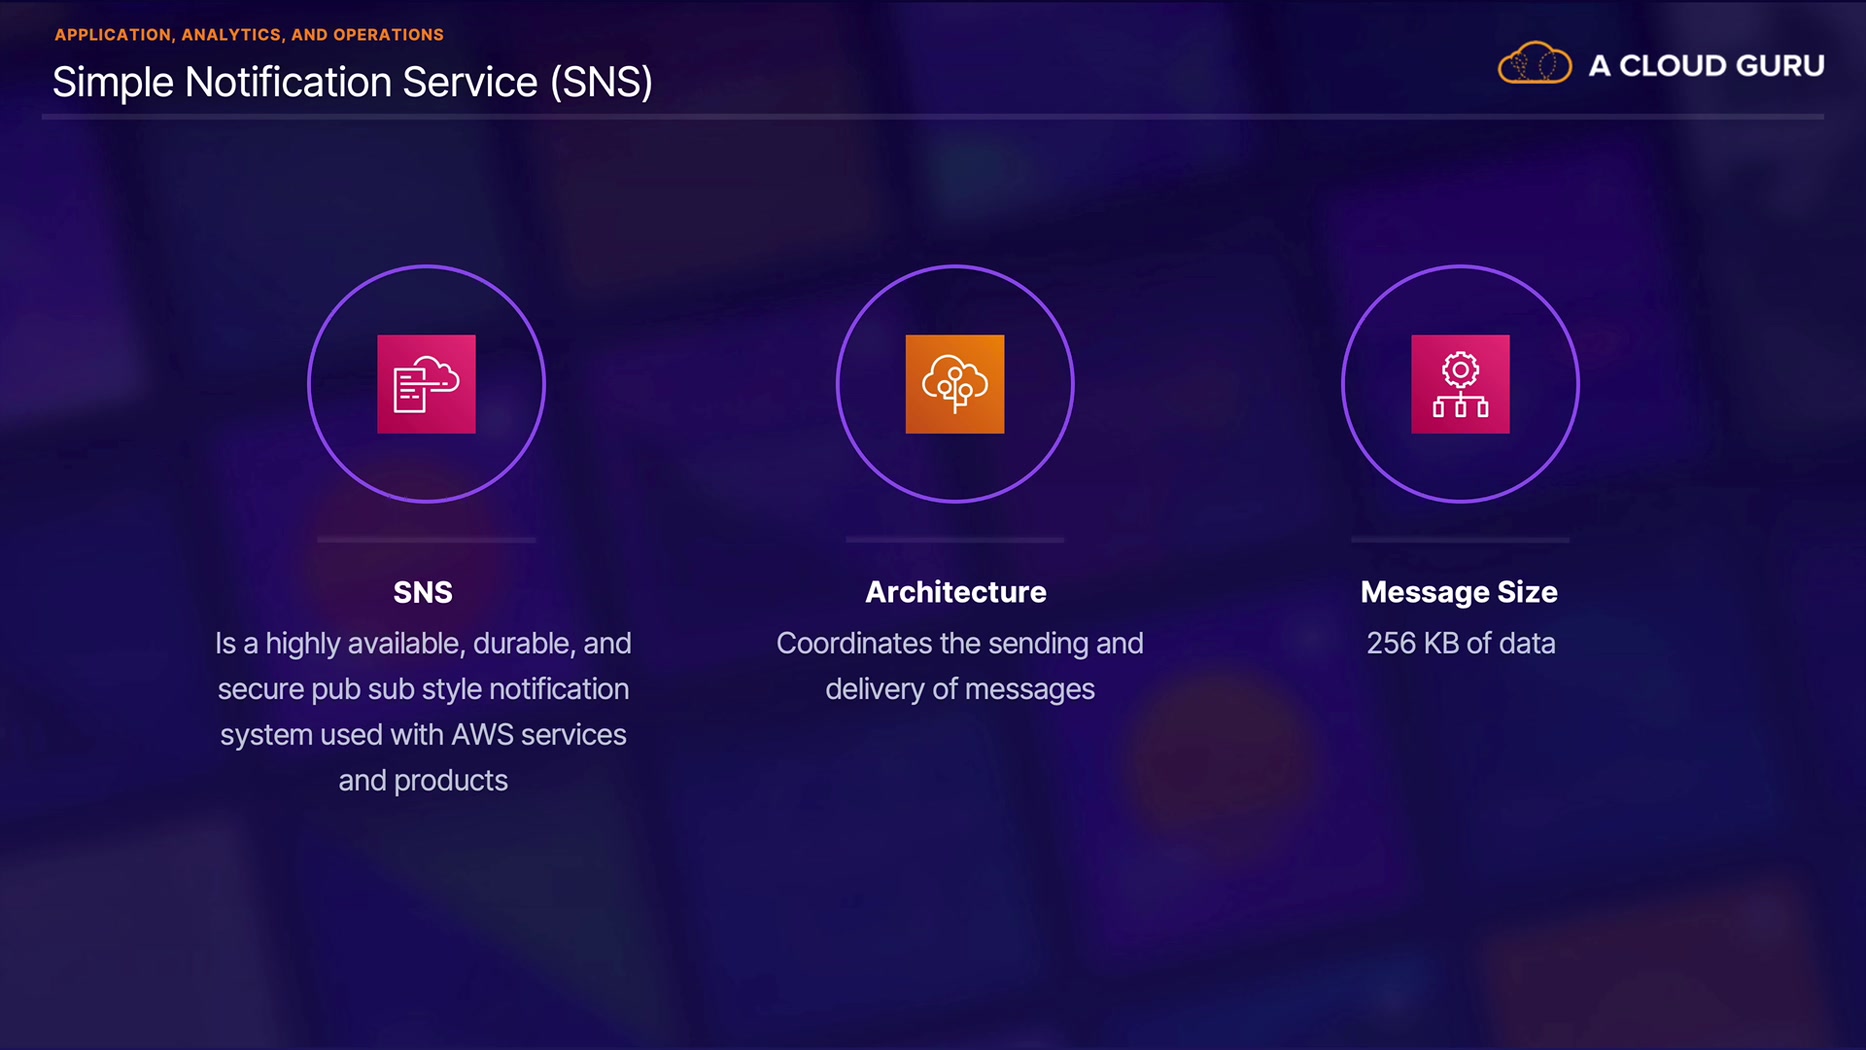 APPLICATION, ANALYTICS, AND OPERATIONS
Simple Notification Service (SNS)
A CLOUD GURU
SNS
Is a highly available, durable, and
secure pub sub style notification
system used with AWS services
and products
Architecture
Coordinates the sending and
delivery of messages
Message Size
256 KB of data